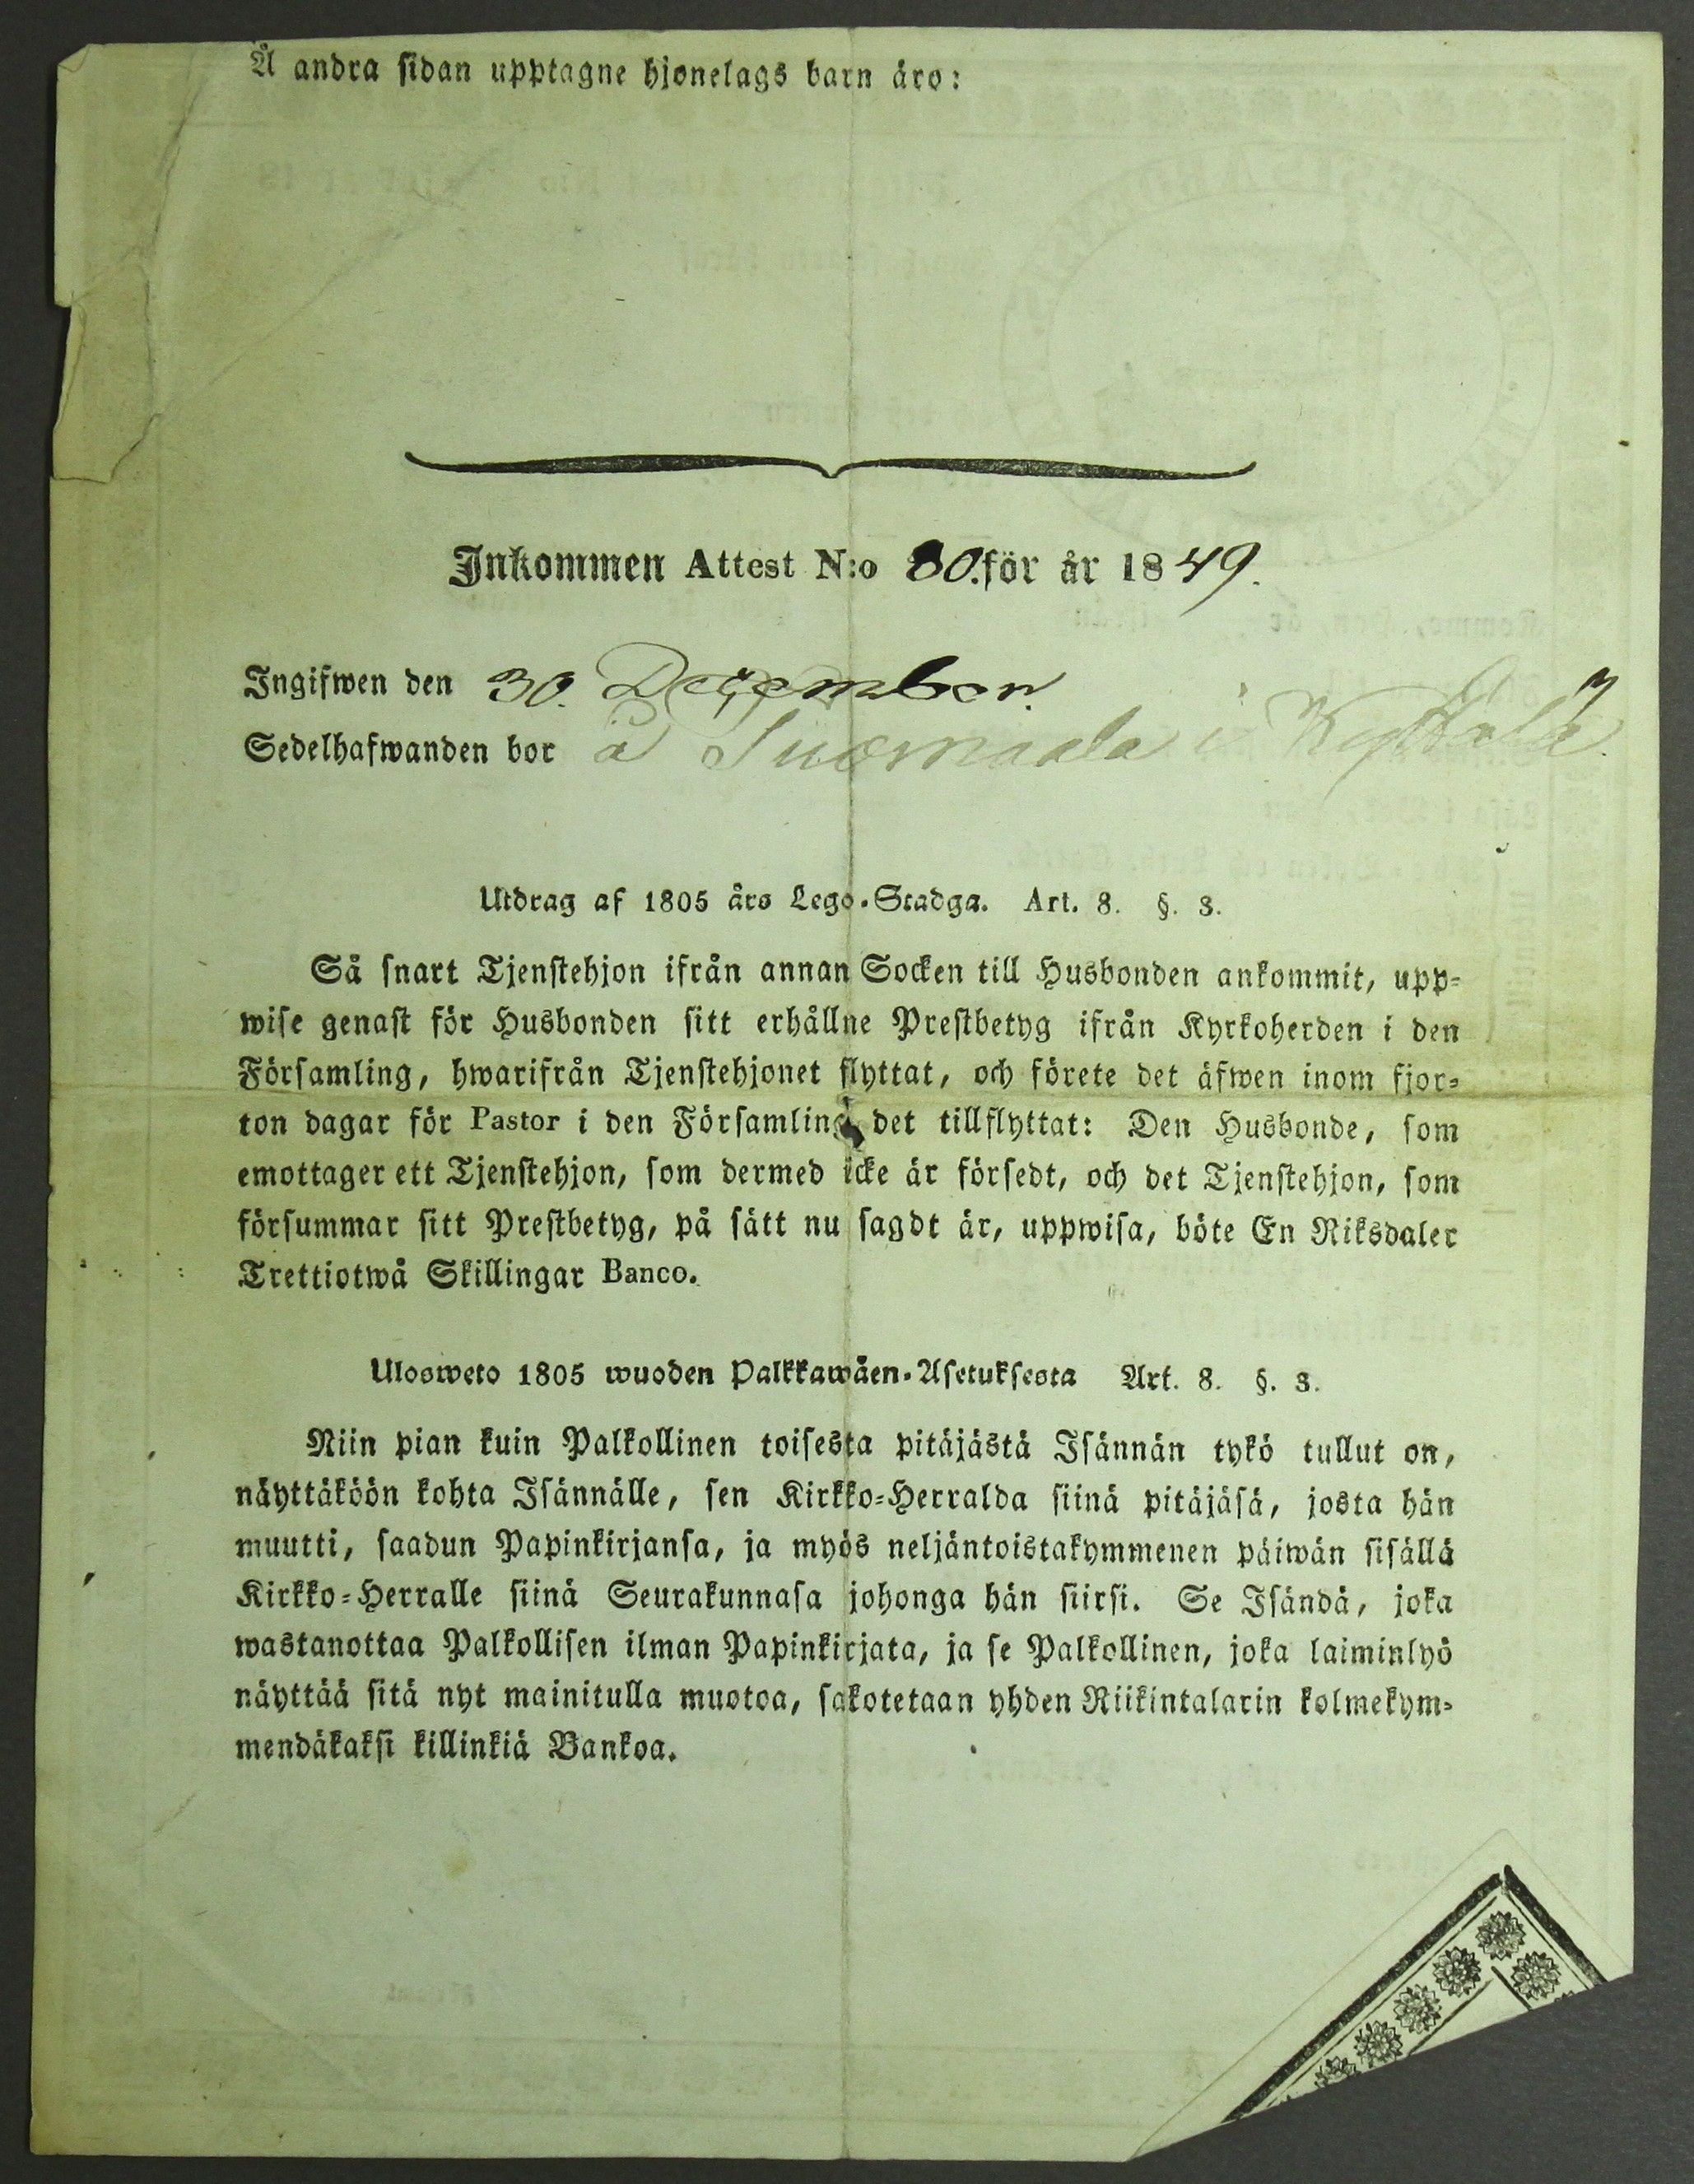 Å andra sidan upptagne hjonelags barn äro:
Inkommen Attest N:o 80. för år 1849.
Ingifwen den 30. December.
Sedelhafwanden bor å Suomaala i
Utdrag af 1805 års Lego-Stadga. Art. 8. §. 3.
Så snart Tjenstehjon ifrån annan Socken till Husbonden ankommit, upp-
wise genast för Husbonden sitt erhållne Prestbetyg ifrån Kyrkoherden i den
Församling, hwarifrån Tjenstehjonet flyttat, och förete det äfwen inom fjor-
ton dagar för Pastor i den Församling det tillflyttat: Den Husbonde, som
emottager ett Tjenstehjon, som dermed icke är försedt, och det Tjenstehjon, som
försummar sitt Prestbetyg, på sätt nu sagdt är, uppwisa, böte En Riksdaler
Trettiotwå Skillingar Banco.
Ulosweto 1805 wuoden Palkkawäen-Asetuksesta Art. 8. §. 3.
Niin pian kuin Palkollinen toisesta pitäjästä Isännän tykö tullut on,
näyttäköön kohta Isännälle, sen Kirkko-Herralda siinä pitäjäsä, josta hän
muutti, saadun Papinkirjansa, ja myös neljäntoistakymmenen päiwän sisällä
Kirkko-Herralle siinä Seurakunnasa johonga hän siirsi. Se Isändä, joka
wastanottaa Palkollisen ilman Papinkirjata, ja se Palkollinen, joka laiminlyö
näyttää sitä nyt mainitulla muotoa, sakotetaan yhden Riikintalarin kolmekym-
mendäkaksi killinkiä Bankoa.